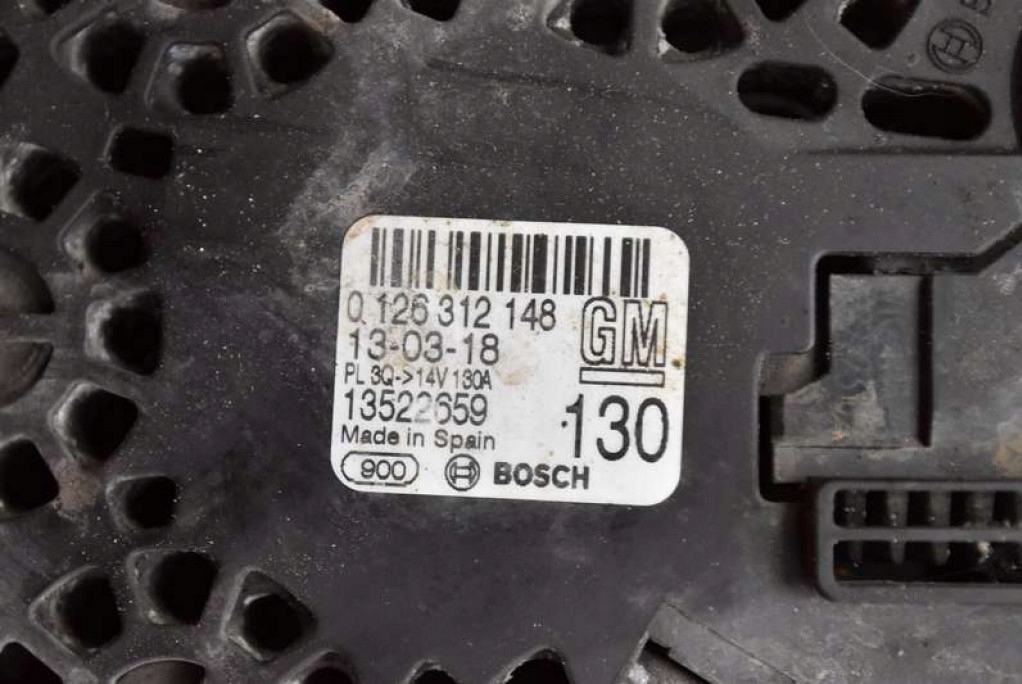 0 126 312 148
GM
13-03-18
PL 3Q->14V 130A
13522659
130
Made in Spain
900 BOSCH